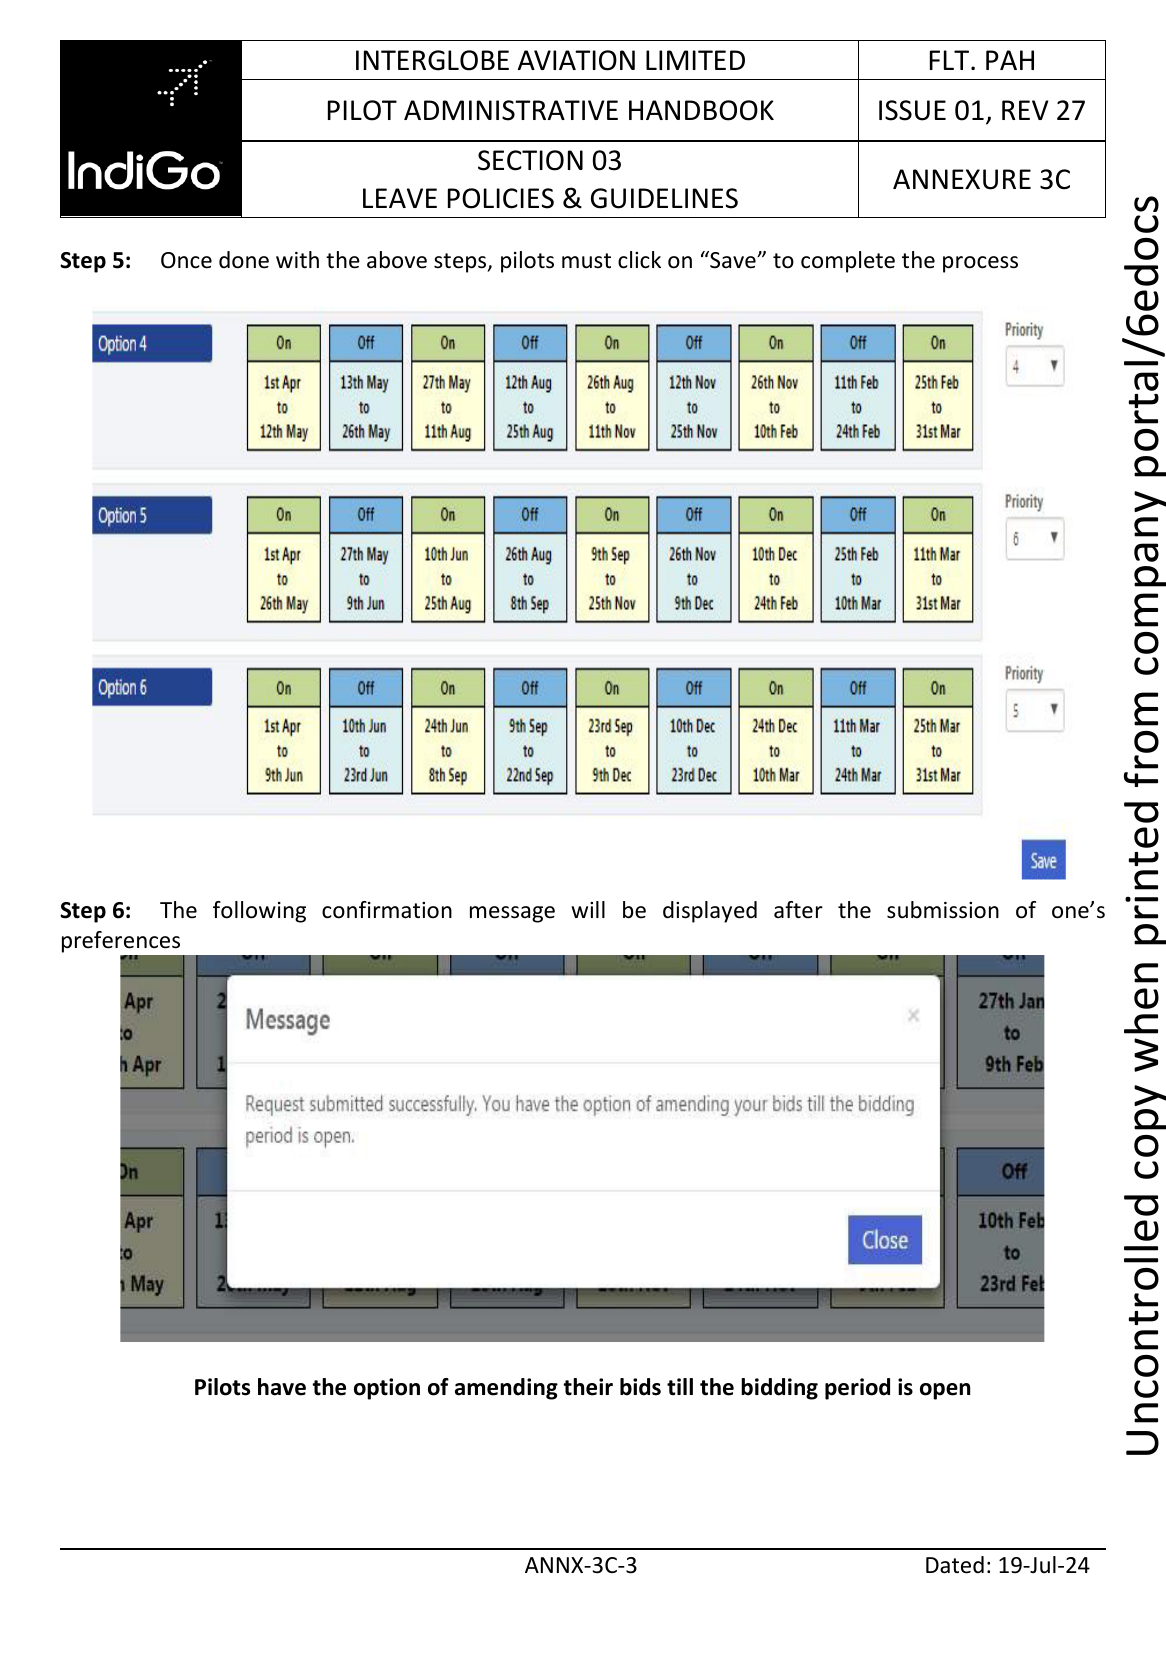 IndiGo
INTERGLOBE AVIATION LIMITED
FLT. PAH
PILOT ADMINISTRATIVE HANDBOOK
ISSUE 01, REV 27
SECTION 03
LEAVE POLICIES & GUIDELINES
ANNEXURE 3C
Step 5: Once done with the above steps, pilots must click on “Save” to complete the process
Option 4
On Off On Off On Off On Off On
1st Apr 13th May 27th May 12th Aug 26th Aug 12th Nov 26th Nov 11th Feb 25th Feb
to to to to to to to to to
12th May 26th May 11th Aug 25th Aug 11th Nov 25th Nov 10th Feb 24th Feb 31st Mar
Priority
4
Option 5
On Off On Off On Off On Off On
1st Apr 27th May 10th Jun 26th Aug 9th Sep 26th Nov 10th Dec 25th Feb 11th Mar
to to to to to to to to to
26th May 9th Jun 25th Aug 8th Sep 25th Nov 9th Dec 24th Feb 10th Mar 31st Mar
Priority
6
Option 6
On Off On Off On Off On Off On
1st Apr 10th Jun 24th Jun 9th Sep 23rd Sep 10th Dec 24th Dec 11th Mar 25th Mar
to to to to to to to to to
9th Jun 23rd Jun 8th Sep 22nd Sep 9th Dec 23rd Dec 10th Mar 24th Mar 31st Mar
Priority
5
Save
Step 6: The following confirmation message will be displayed after the submission of one’s
preferences
Apr
27th Jan
to
h Apr
9th Feb
Message
×
Request submitted successfully. You have the option of amending your bids till the bidding
period is open.
Close
On
Off
Apr
10th Feb
to
May
23rd Feb
Pilots have the option of amending their bids till the bidding period is open
ANNX-3C-3
Dated: 19-Jul-24
Uncontrolled copy when printed from company portal/6edocs